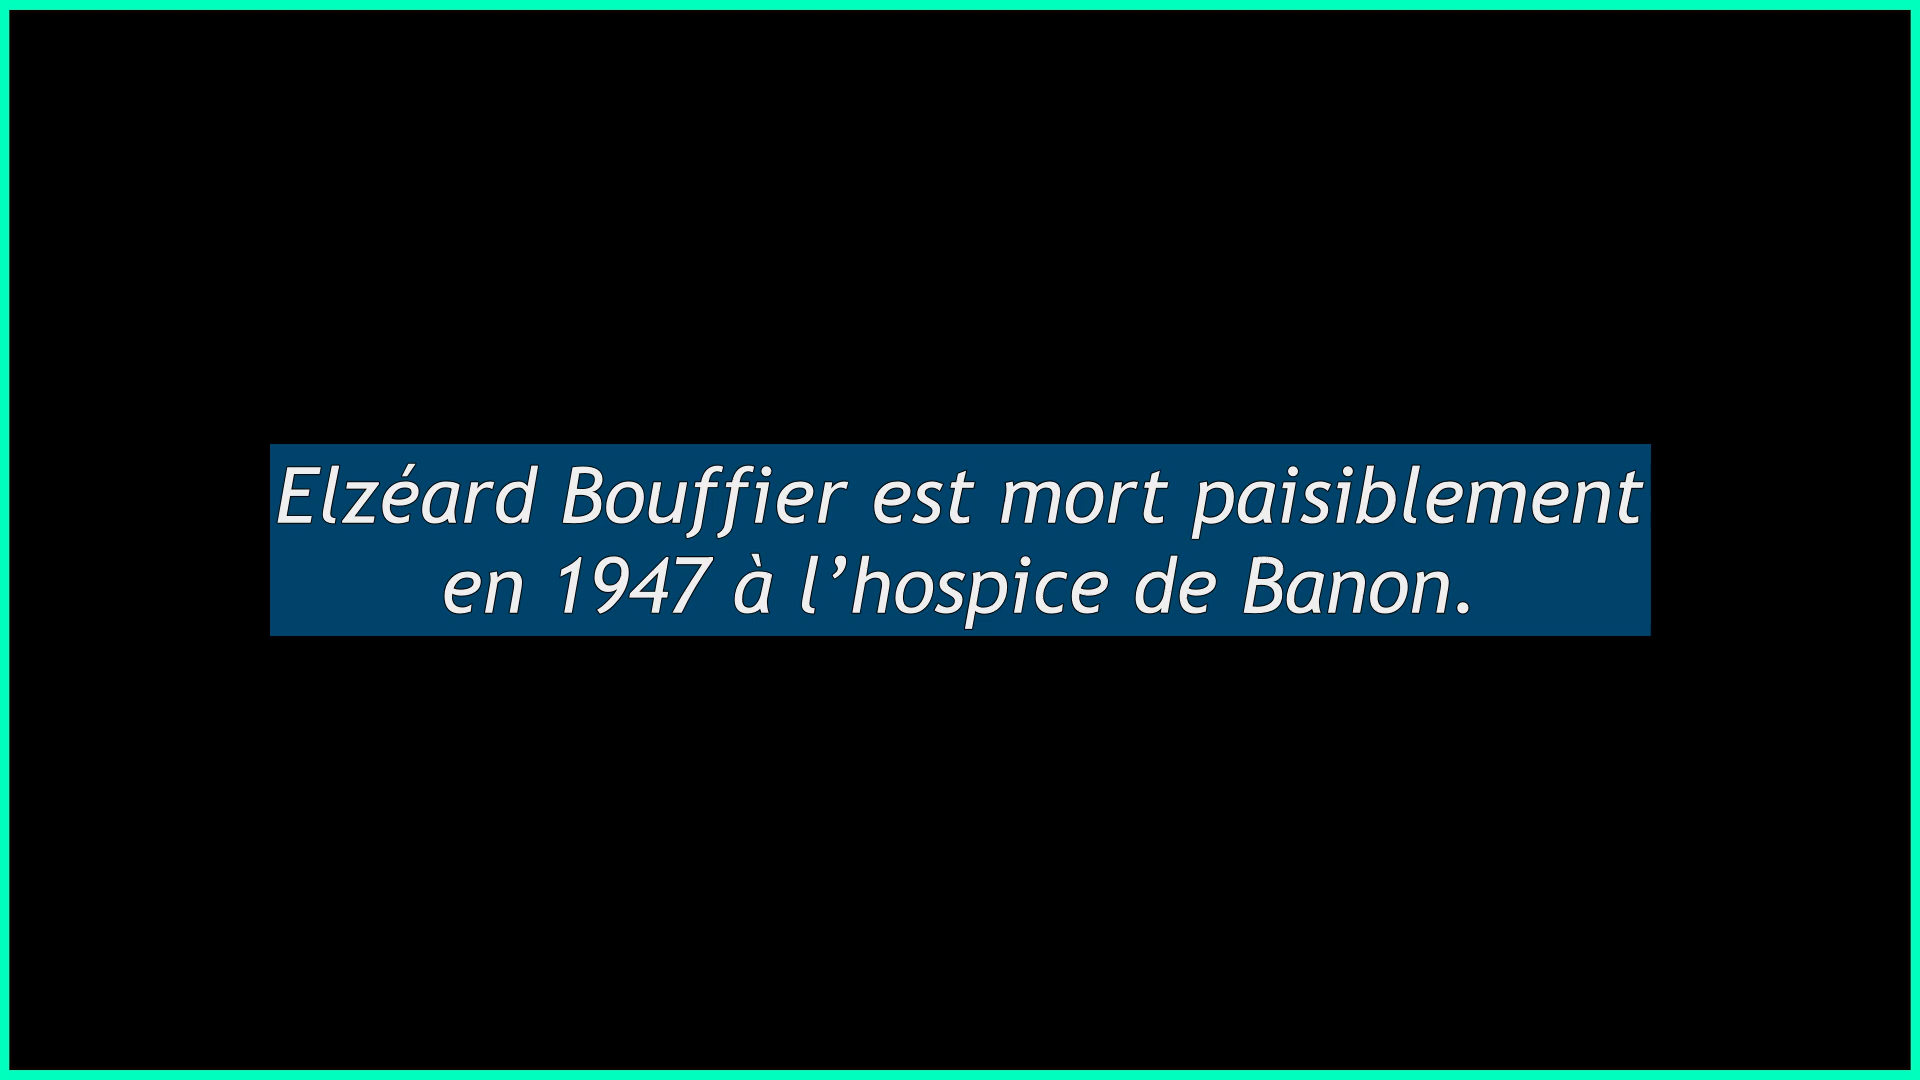 Elzéard Bouffier est mort paisiblement
en 1947 à l’hospice de Banon.